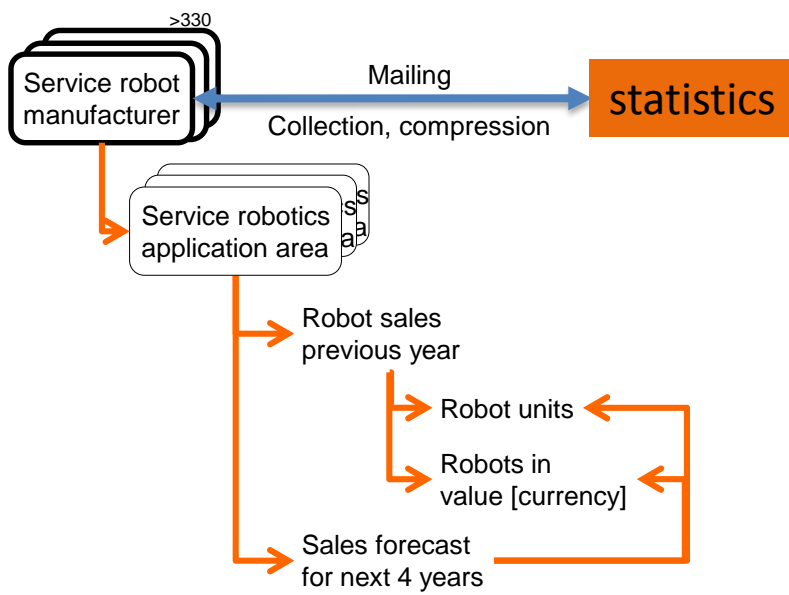 >330
Service robot
manufacturer
Mailing
Collection, compression
statistics
Service robotics
application area
s
s
a
a
Robot sales
previous year
Robot units
Robots in
value [currency]
Sales forecast
for next 4 years